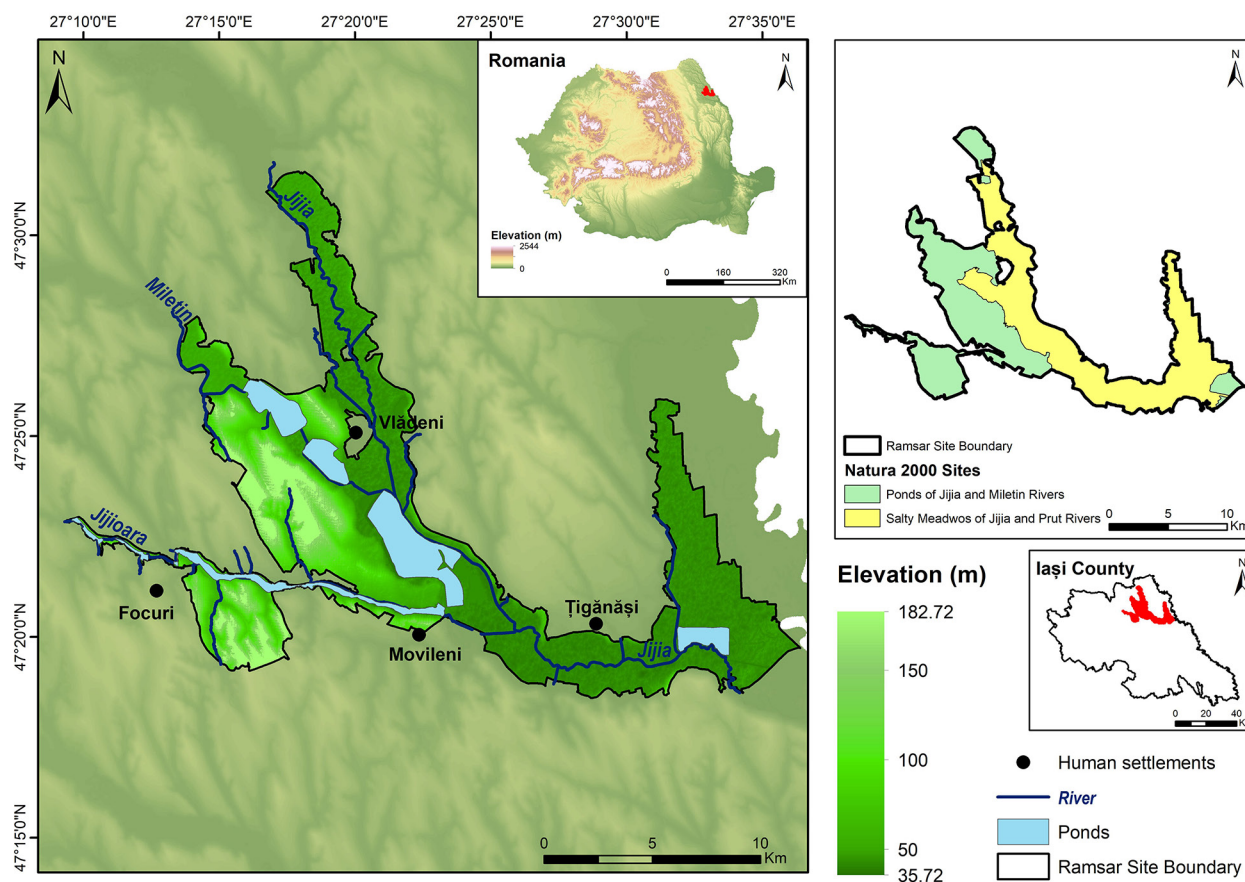 27°10'0"E
27°15'0"E
27°20'0"E
27°25'0"E
27°30'0"E
27°35'0"E
47°30'0"N
47°25'0"N
47°20'0"N
47°15'0"N
N
Jijia
Miletin
Vlădeni
Jijioara
Focuri
Movileni
Țigănăși
Jijia
0 5 10
Km
Romania
N
Elevation (m)
2544
0
0 160 320
Km
N
Ramsar Site Boundary
Natura 2000 Sites
Ponds of Jijia and Miletin Rivers
Salty Meadwos of Jijia and Prut Rivers
0 5 10
Km
Elevation (m)
182.72
150
100
50
35.72
Iași County
N
0 20 40
K
Human settlements
River
Ponds
Ramsar Site Boundary